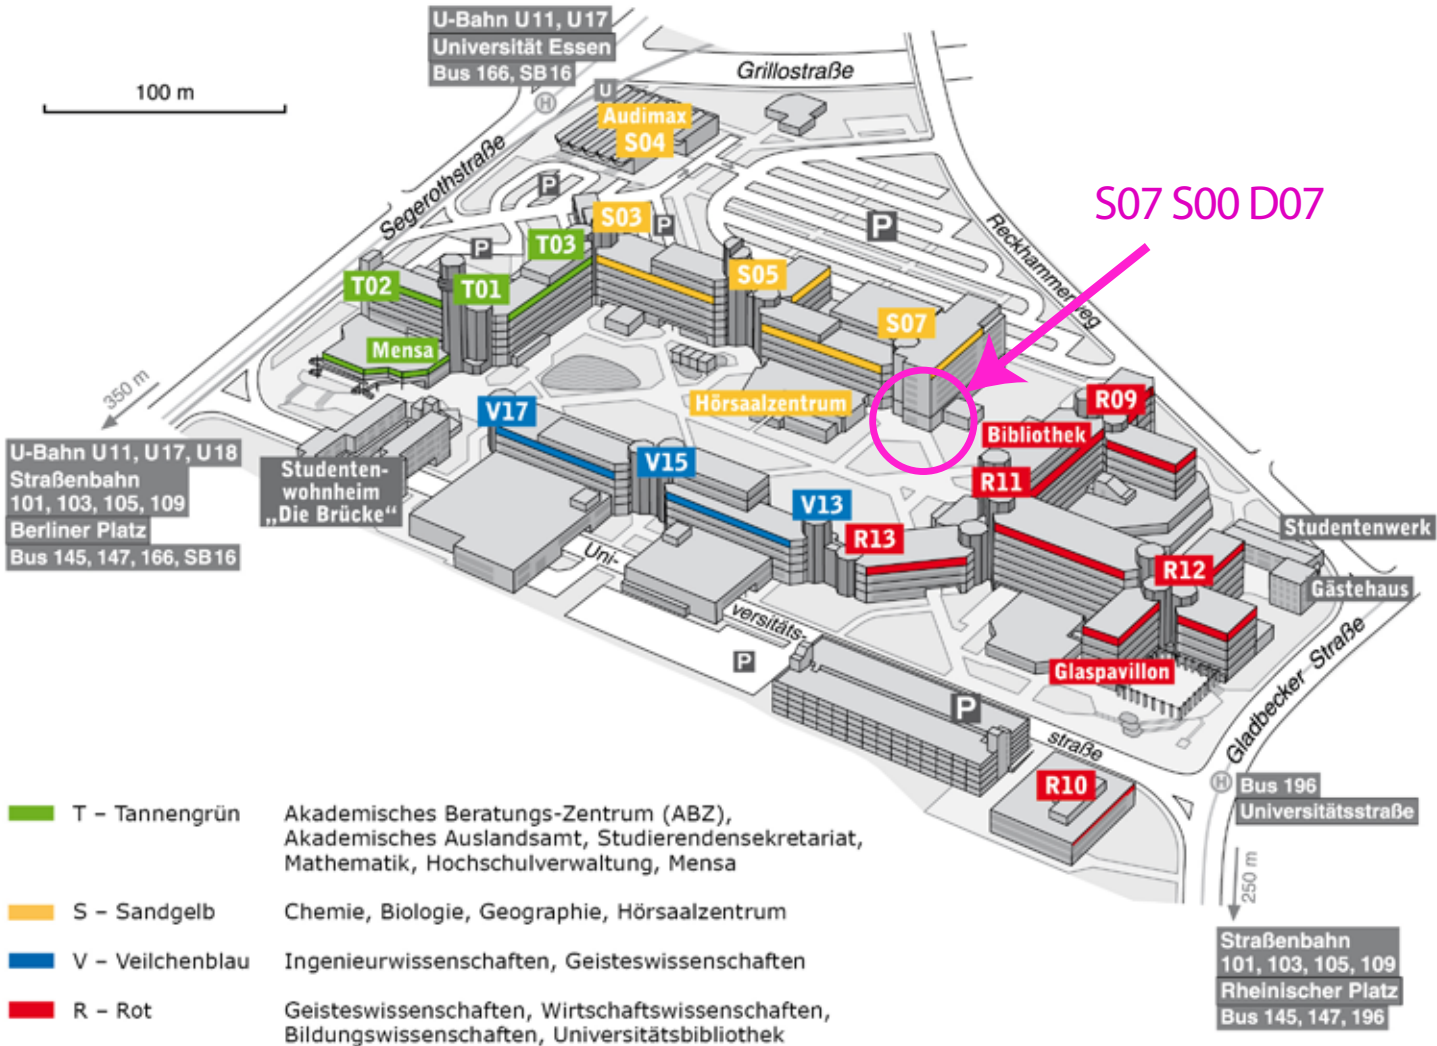 U-Bahn U11, U17
Universität Essen
Bus 166, SB16
100 m
Grillostraße
H
U
Audimax
S04
Segerothstraße
P
S07 S00 D07
S03
P
P
Reckhammerweg
T03
P
T02
T01
S05
S07
Mensa
350 m
Hörsaalzentrum
R09
V17
Bibliothek
U-Bahn U11, U17, U18
Straßenbahn
101, 103, 105, 109
Berliner Platz
Bus 145, 147, 166, SB16
Studenten-
wohnheim
„Die Brücke“
V15
R11
V13
R13
Studentenwerk
Uni-
versitäts-
straße
R12
Gästehaus
P
Glaspavillon
P
Gladbecker Straße
R10
H
Bus 196
Universitätsstraße
250 m
Straßenbahn
101, 103, 105, 109
Rheinischer Platz
Bus 145, 147, 196
T – Tannengrün
Akademisches Beratungs-Zentrum (ABZ),
Akademisches Auslandsamt, Studierendensekretariat,
Mathematik, Hochschulverwaltung, Mensa
S – Sandgelb
Chemie, Biologie, Geographie, Hörsaalzentrum
V – Veilchenblau
Ingenieurwissenschaften, Geisteswissenschaften
R – Rot
Geisteswissenschaften, Wirtschaftswissenschaften,
Bildungswissenschaften, Universitätsbibliothek